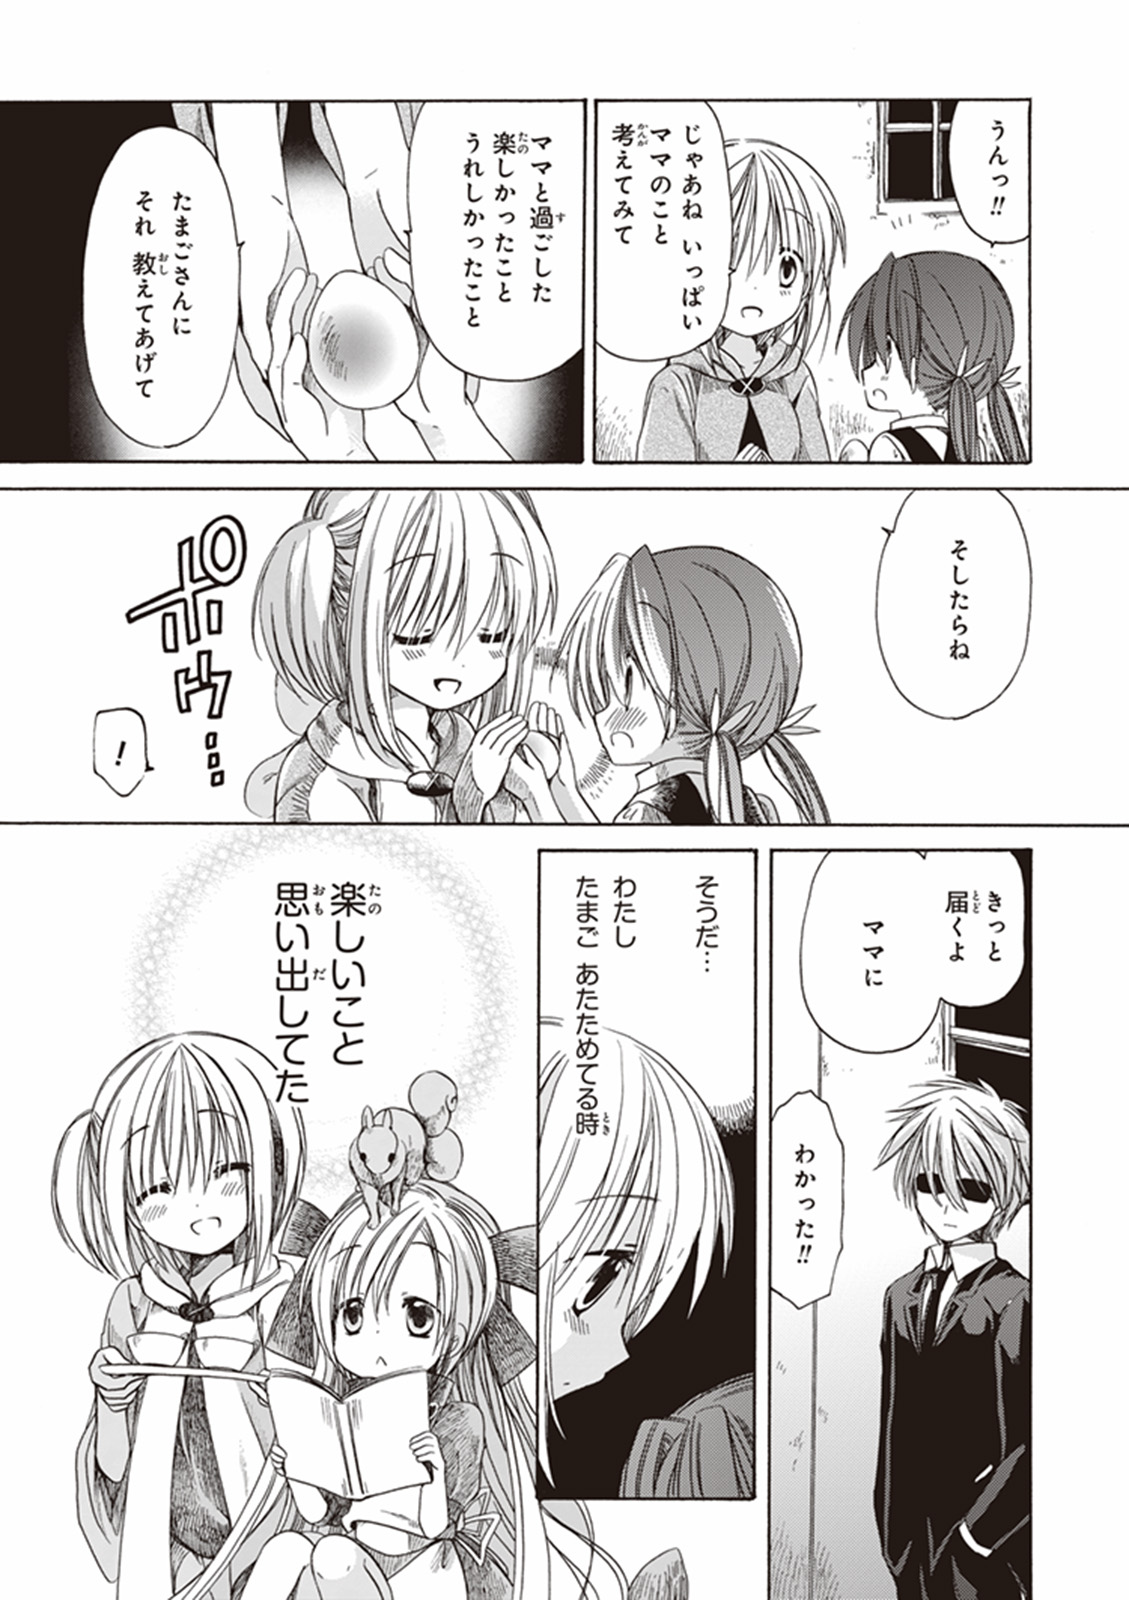 うんっ!!
じゃあね いっぱい
ママのこと
考えてみて
ママと過ごした
楽しかったこと
うれしかったこと
たまごさんに
それ 教えてあげて
そしたらね
ポゥ…
!
きっと
届くよ
ママに
わかった!!
そうだ…
わたし
たまご あたためてる時
楽しいこと
思い出してた